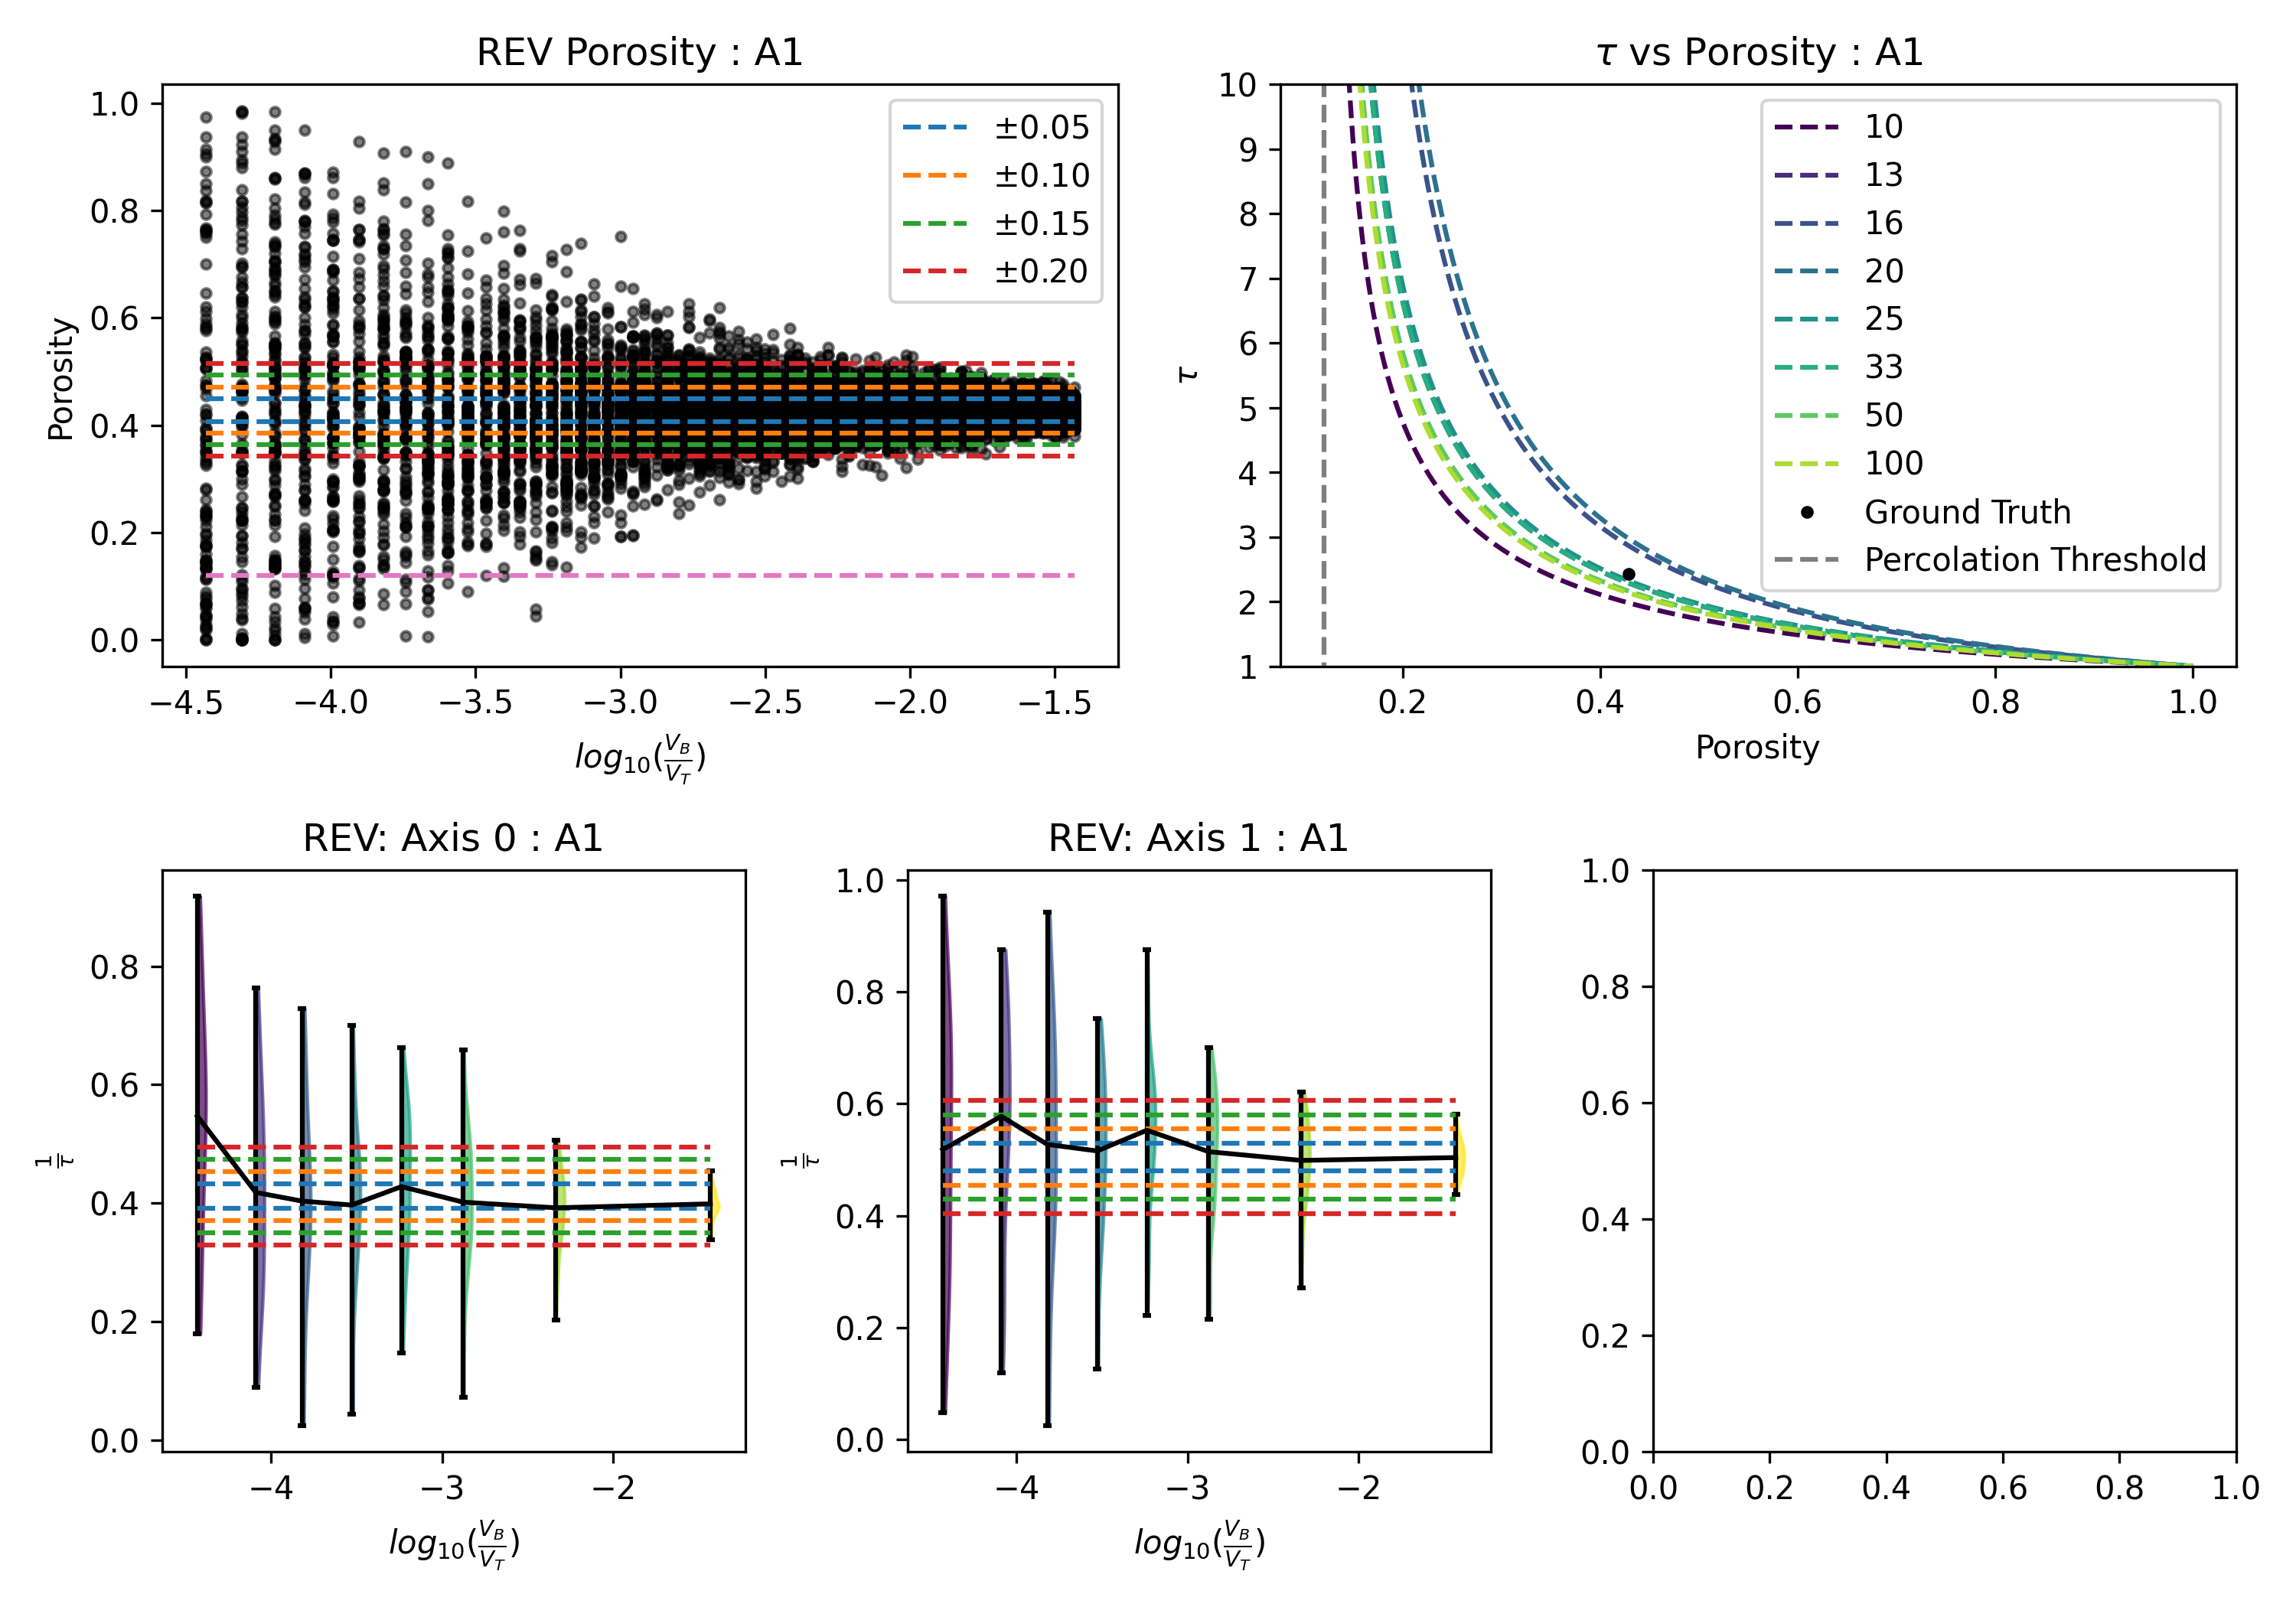 REV Porosity : A1
Porosity
1.0
0.8
0.6
0.4
0.2
0.0
−4.5 −4.0 −3.5 −3.0 −2.5 −2.0 −1.5
log₁₀(V_B/V_T)
±0.05
±0.10
±0.15
±0.20
τ vs Porosity : A1
τ
10
9
8
7
6
5
4
3
2
1
0.2 0.4 0.6 0.8 1.0
Porosity
10
13
16
20
25
33
50
100
Ground Truth
Percolation Threshold
REV: Axis 0 : A1
1/τ
0.8
0.6
0.4
0.2
0.0
−4 −3 −2
log₁₀(V_B/V_T)
REV: Axis 1 : A1
1/τ
1.0
0.8
0.6
0.4
0.2
0.0
−4 −3 −2
log₁₀(V_B/V_T)
1.0
0.8
0.6
0.4
0.2
0.0
0.0 0.2 0.4 0.6 0.8 1.0